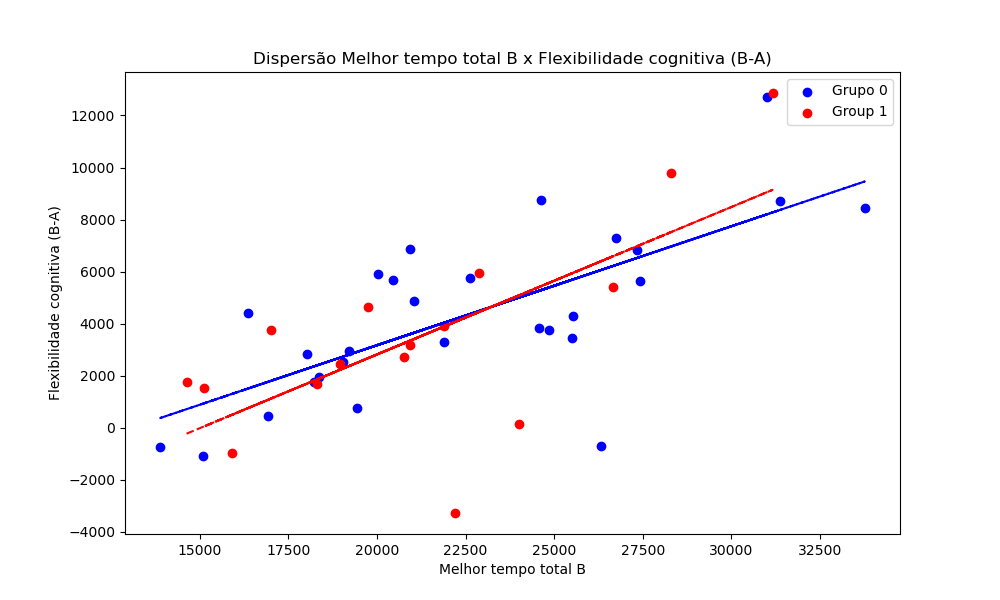 Dispersão Melhor tempo total B x Flexibilidade cognitiva (B-A)
Grupo 0
Group 1
Flexibilidade cognitiva (B-A)
12000
10000
8000
6000
4000
2000
0
−2000
−4000
15000 17500 20000 22500 25000 27500 30000 32500
Melhor tempo total B